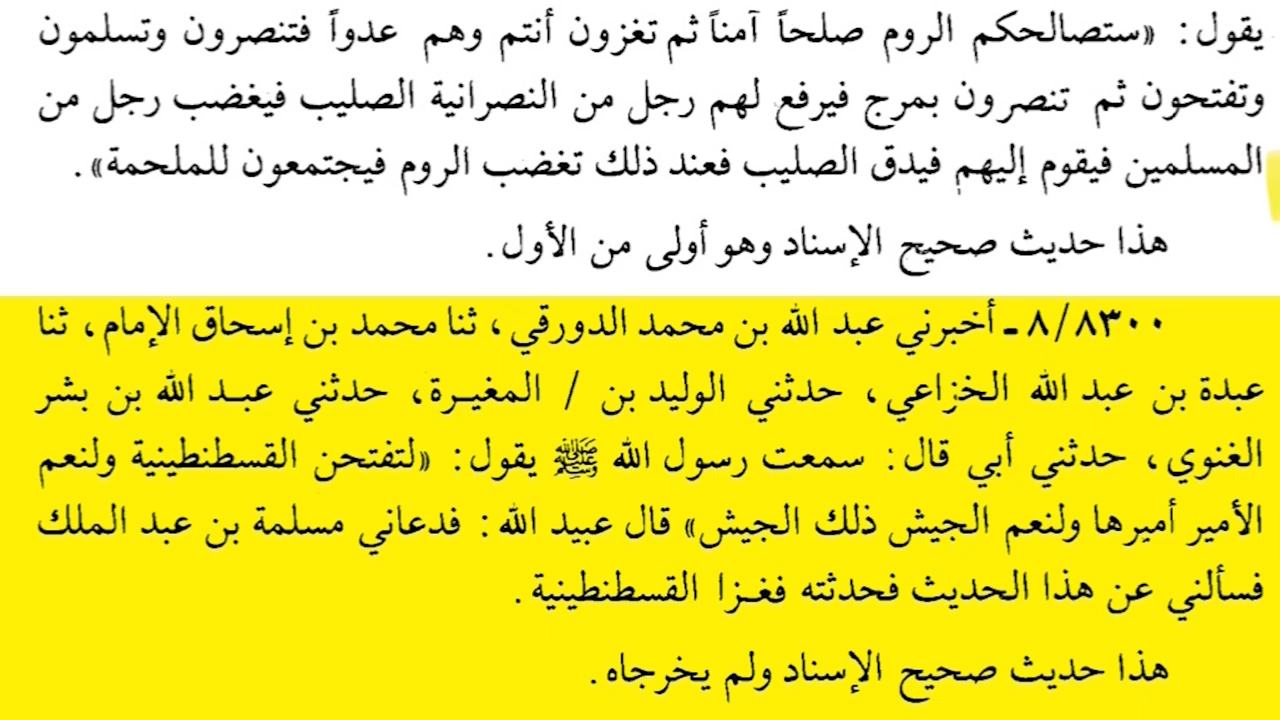 يقول: «ستصالحكم الروم صلحاً آمناً ثم تغزون أنتم وهم عدواً فتنصرون وتسلمون
وتفتحون ثم تنصرون بمرج فيرفع لهم رجل من النصرانية الصليب فيغضب رجل من
المسلمين فيقوم إليهم فيدق الصليب فعند ذلك تغضب الروم فيجتمعون للملحمة».
هذا حديث صحيح الإسناد وهو أولى من الأول.
٨/٨٣٠٠ ـ أخبرني عبد الله بن محمد الدورقي، ثنا محمد بن إسحاق الإمام، ثنا
عبدة بن عبد الله الخزاعي، حدثني الوليد بن / المغيـرة، حدثني عبـد الله بن بشر
الغنوي، حدثني أبي قال: سمعت رسول الله ﷺ يقول: «لتفتحن القسطنطينية ولنعم
الأمير أميرها ولنعم الجيش ذلك الجيش» قال عبيد الله: فدعاني مسلمة بن عبد الملك
فسألني عن هذا الحديث فحدثته فغـزا القسطنطينية.
هذا حديث صحيح الإسناد ولم يخرجاه.